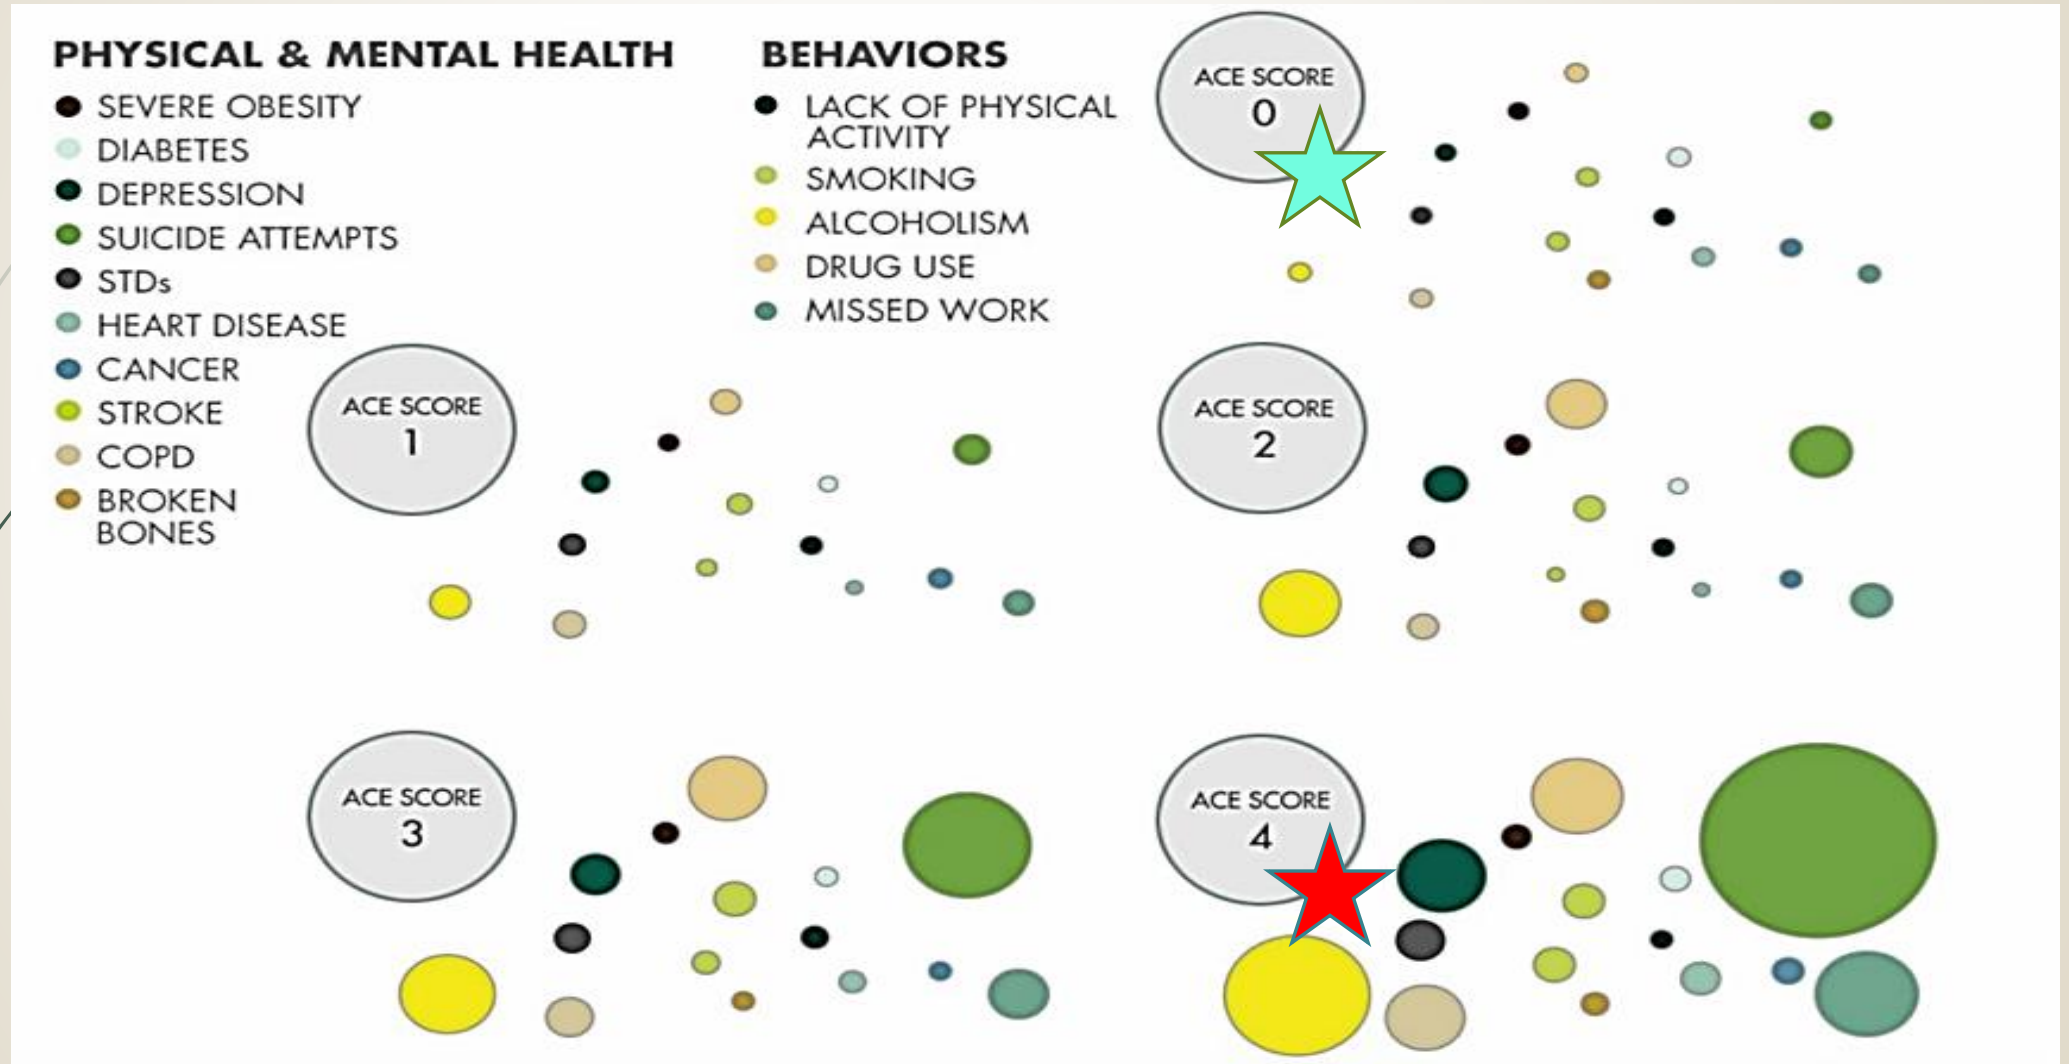 PHYSICAL & MENTAL HEALTH
SEVERE OBESITY
DIABETES
DEPRESSION
SUICIDE ATTEMPTS
STDs
HEART DISEASE
CANCER
STROKE
COPD
BROKEN
BONES
BEHAVIORS
LACK OF PHYSICAL
ACTIVITY
SMOKING
ALCOHOLISM
DRUG USE
MISSED WORK
ACE SCORE
0
ACE SCORE
1
ACE SCORE
2
ACE SCORE
3
ACE SCORE
4